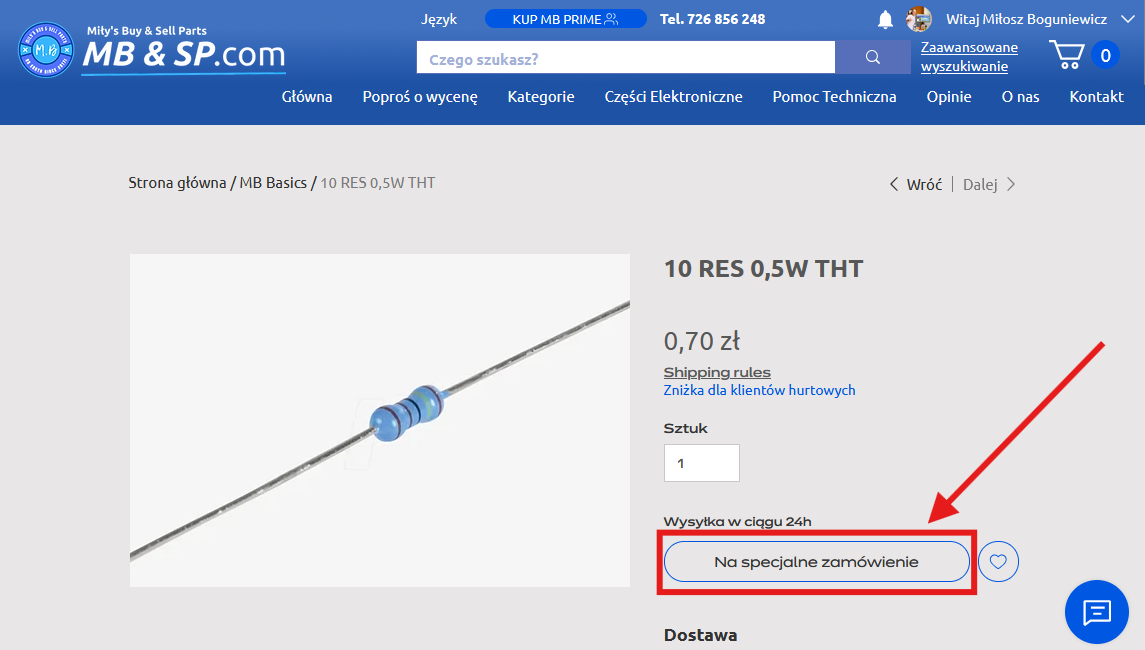 Język
KUP MB PRIME
Tel. 726 856 248
Witaj Miłosz Boguniewicz
M.B
Miły's Buy & Sell Parts
MB & SP.com
Czego szukasz?
Zaawansowane
wyszukiwanie
0
Główna
Poproś o wycenę
Kategorie
Części Elektroniczne
Pomoc Techniczna
Opinie
O nas
Kontakt
Strona główna / MB Basics / 10 RES 0,5W THT
Wróć
Dalej
10 RES 0,5W THT
0,70 zł
Shipping rules
Zniżka dla klientów hurtowych
Sztuk
1
Wysyłka w ciągu 24h
Na specjalne zamówienie
Dostawa